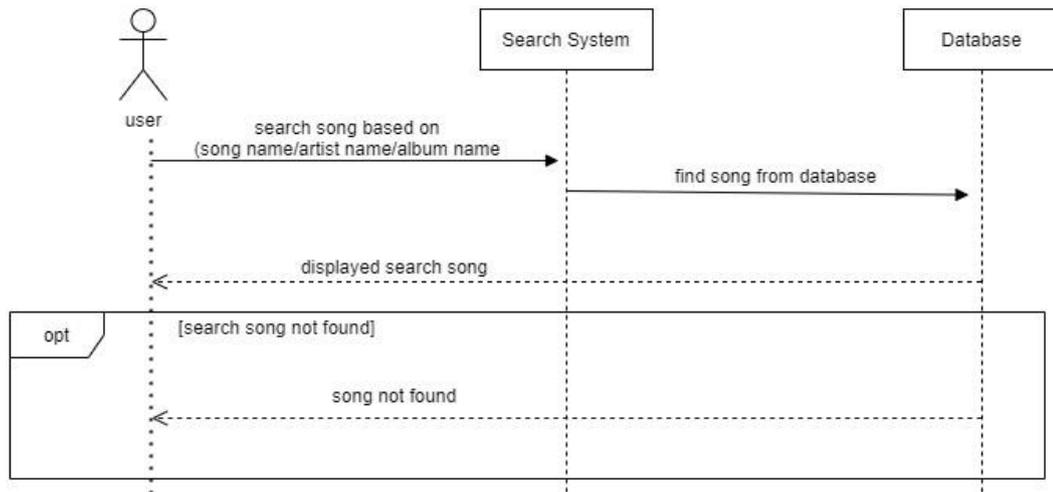 Search System
Database
user
search song based on
(song name/artist name/album name
find song from database
displayed search song
opt
[search song not found]
song not found